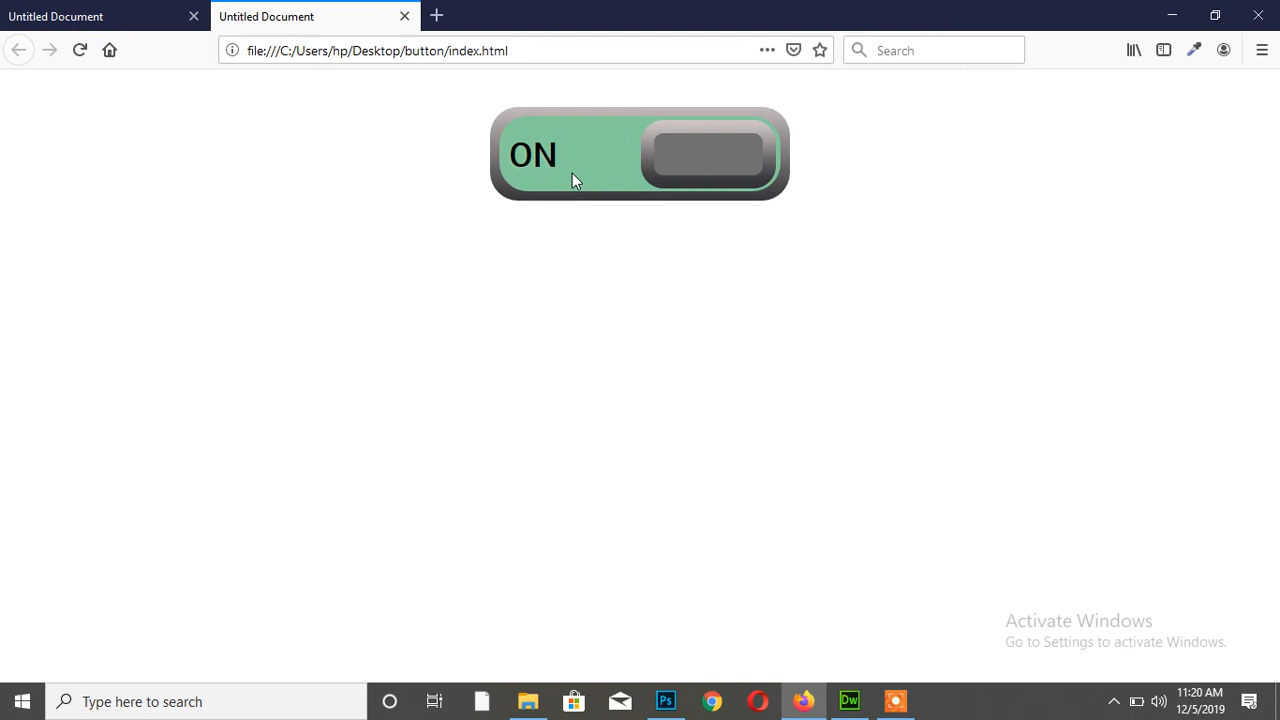 Untitled Document
Untitled Document
file:///C:/Users/hp/Desktop/button/index.html
Search
ON
Activate Windows
Go to Settings to activate Windows.
Type here to search
Ps
Dw
11:20 AM
12/5/2019